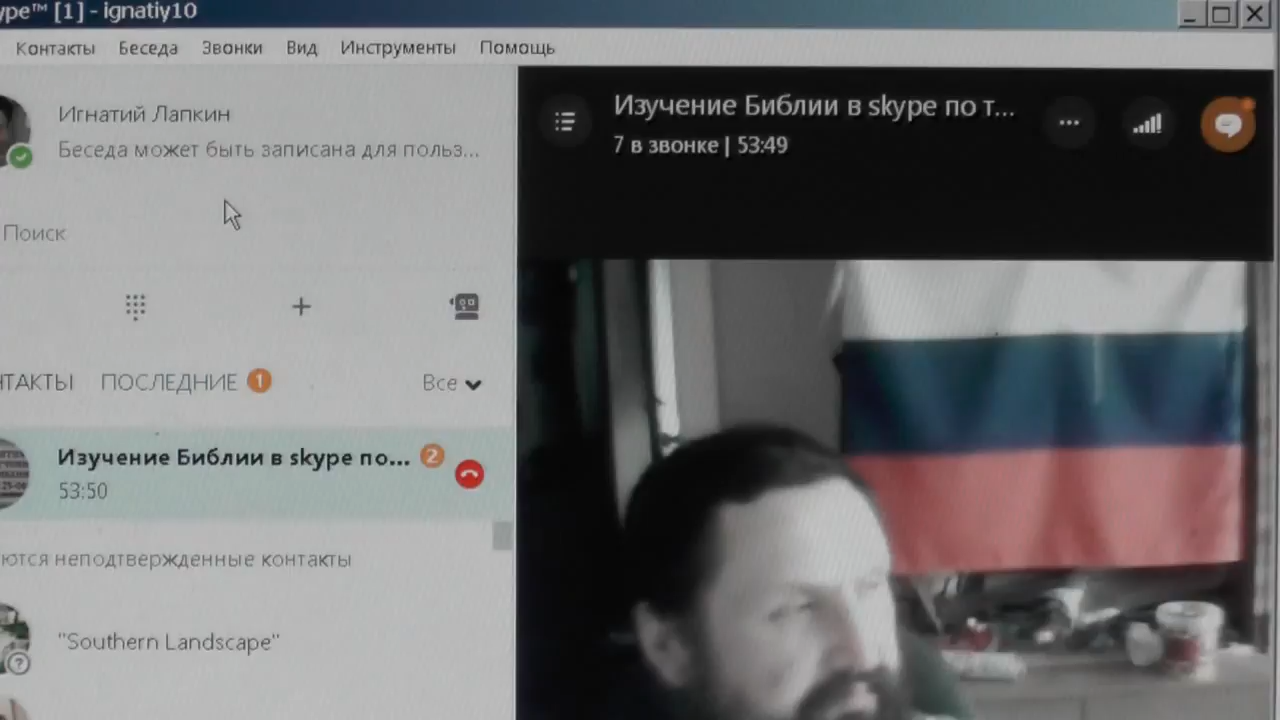 ype™ [1] - ignatiy10
Контакты Беседа Звонки Вид Инструменты Помощь
Игнатий Лапкин
Беседа может быть записана для польз...
Поиск
Изучение Библии в skype по т...
7 в звонке | 53:49
НТАКТЫ ПОСЛЕДНИЕ 1 Все
Изучение Библии в skype по... 2
53:50
ются неподтвержденные контакты
"Southern Landscape"